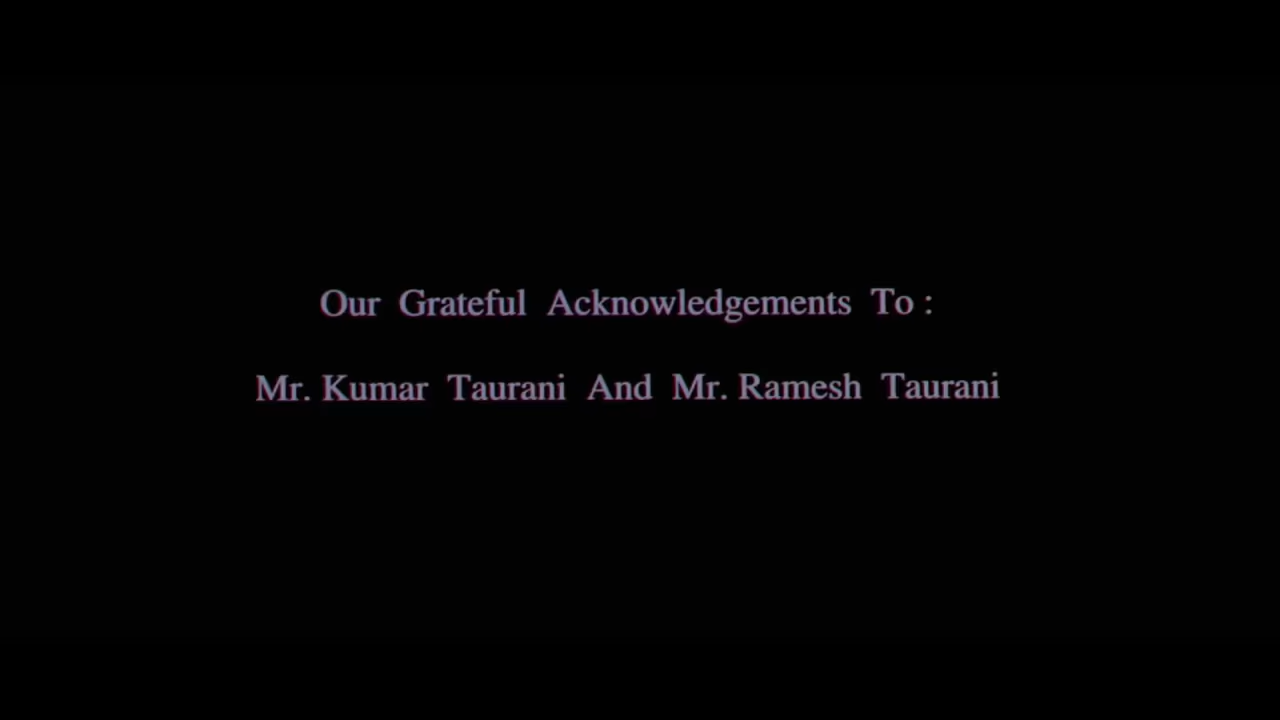 Our Grateful Acknowledgements To :
Mr. Kumar Taurani And Mr. Ramesh Taurani